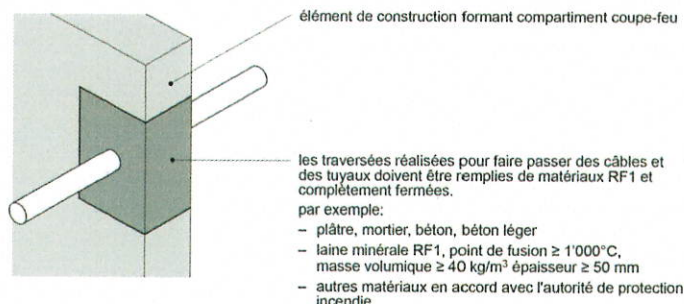 élément de construction formant compartiment coupe-feu
les traversées réalisées pour faire passer des câbles et
des tuyaux doivent être remplies de matériaux RF1 et
complètement fermées.
par exemple:
– plâtre, mortier, béton, béton léger
– laine minérale RF1, point de fusion ≥ 1'000°C,
masse volumique ≥ 40 kg/m³ épaisseur ≥ 50 mm
– autres matériaux en accord avec l'autorité de protection
incendie